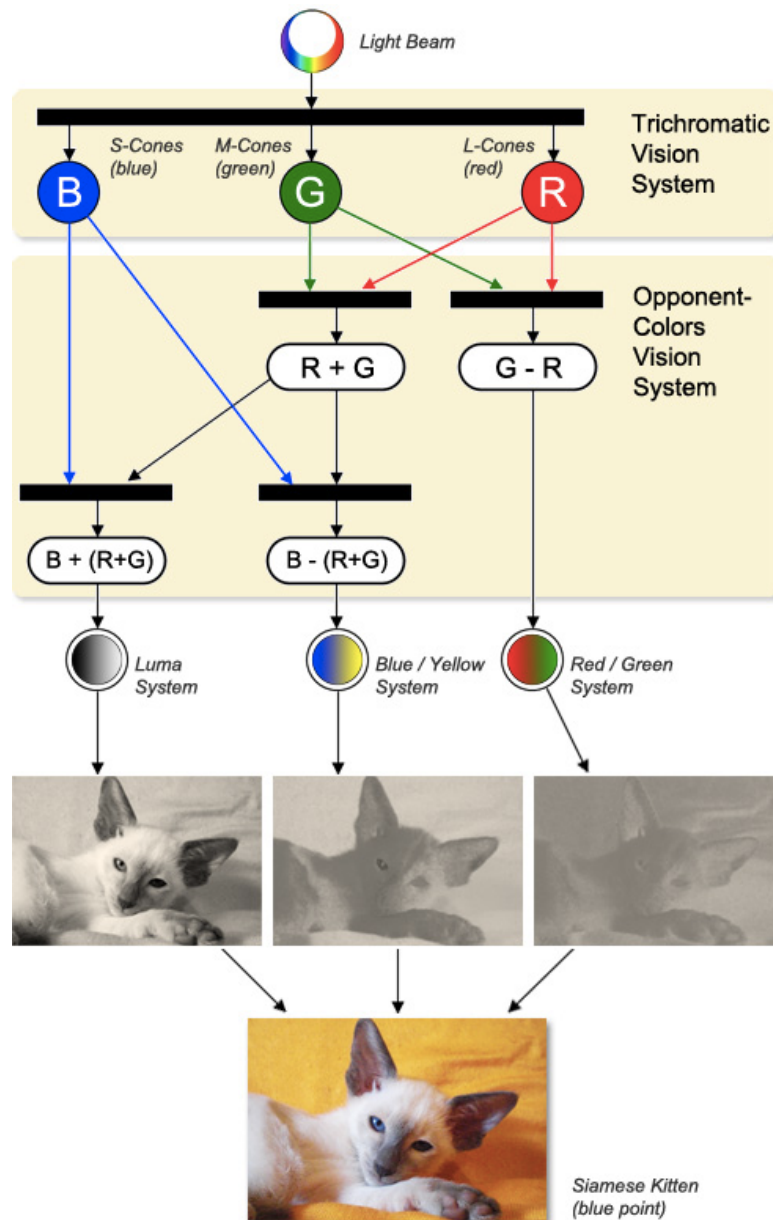 Light Beam
S-Cones
(blue)
M-Cones
(green)
L-Cones
(red)
Trichromatic
Vision
System
B
G
R
Opponent-
Colors
Vision
System
R + G
G - R
B + (R+G)
B - (R+G)
Luma
System
Blue / Yellow
System
Red / Green
System
Siamese Kitten
(blue point)